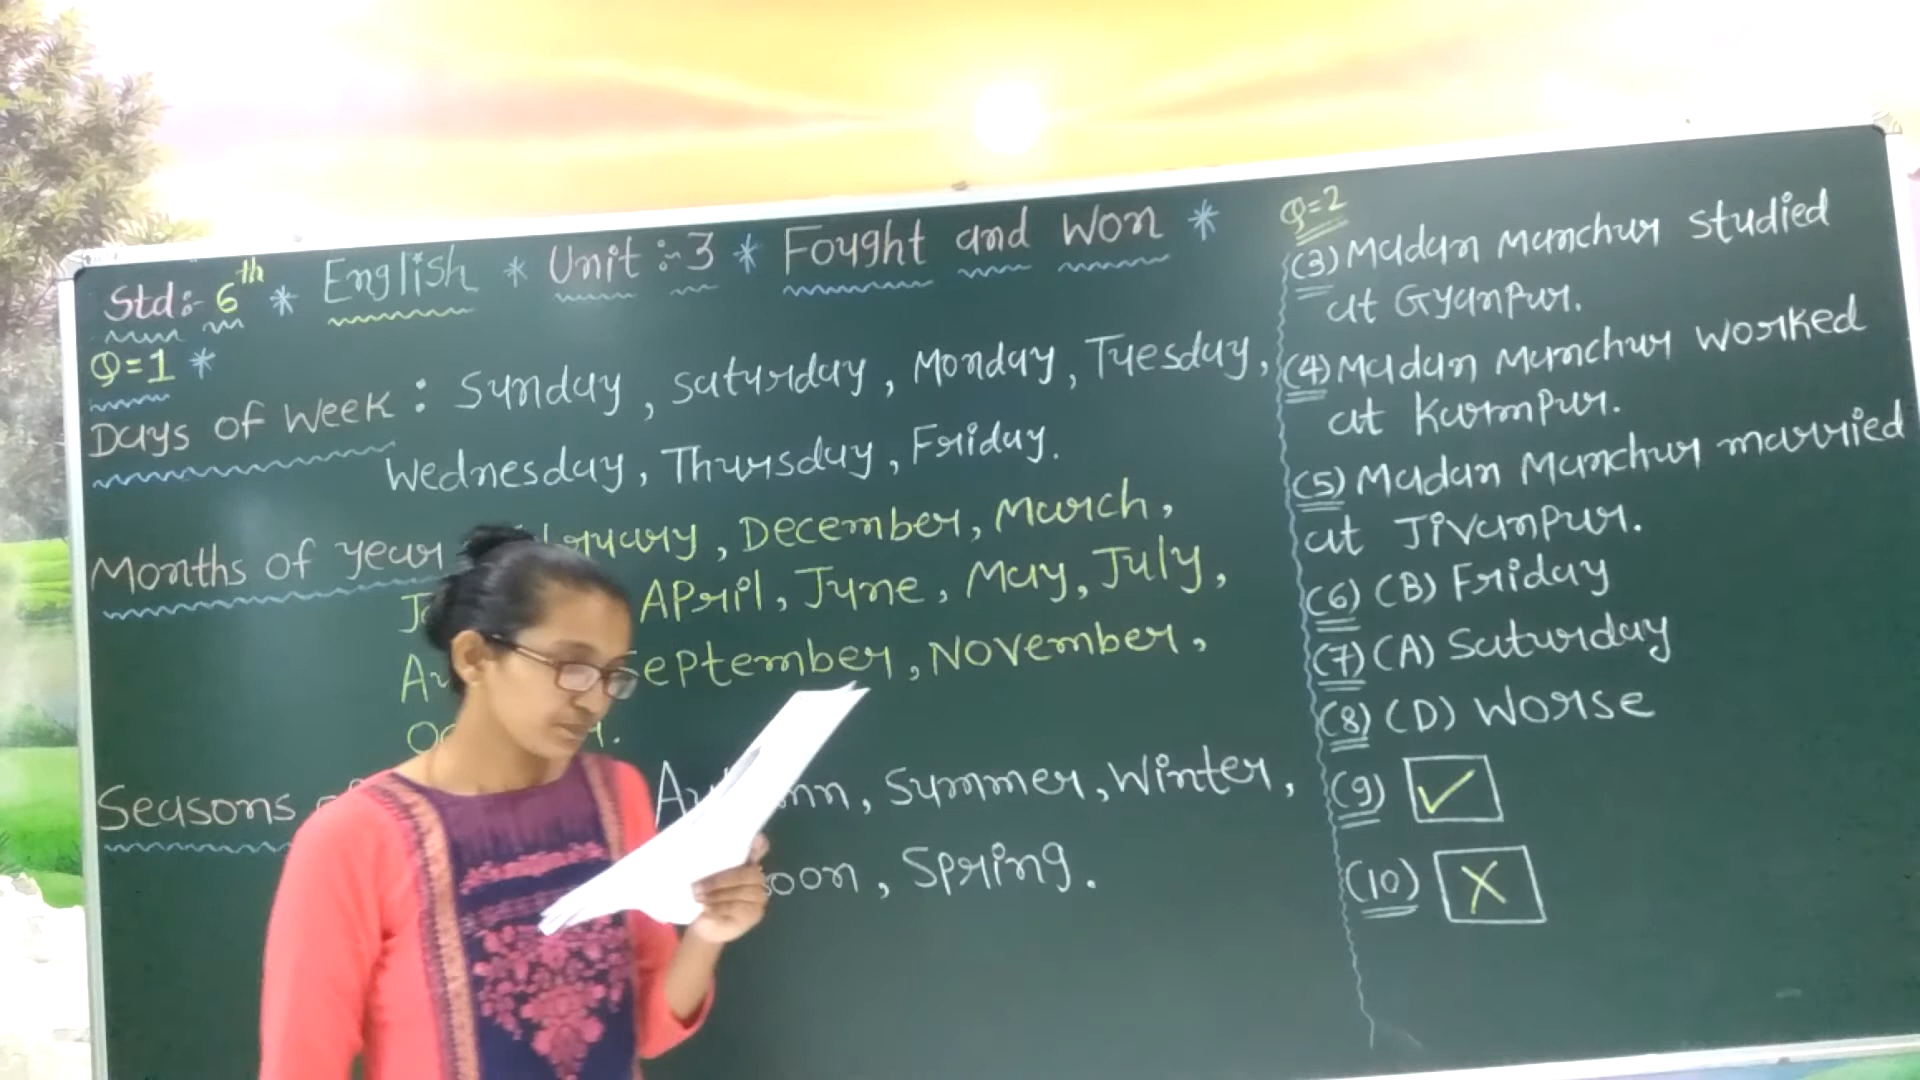 Std:- 6th * English * Unit :- 3 * Fought and Won *
Q=1 *
Days of Week : Sunday, Saturday, Monday, Tuesday,
Wednesday, Thursday, Friday.
Months of year December, March,
April, June, May, July,
November,
Seasons Summer, Winter,
Spring.
Q=2
(3) Madan Manchur studied
at Gyanpur.
(4) Madan Manchur worked
at Karmpur.
(5) Madan Manchur married
at Jivanpur.
(6) (B) Friday
(7) (A) Saturday
(8) (D) Worse
(9) ✓
(10) X